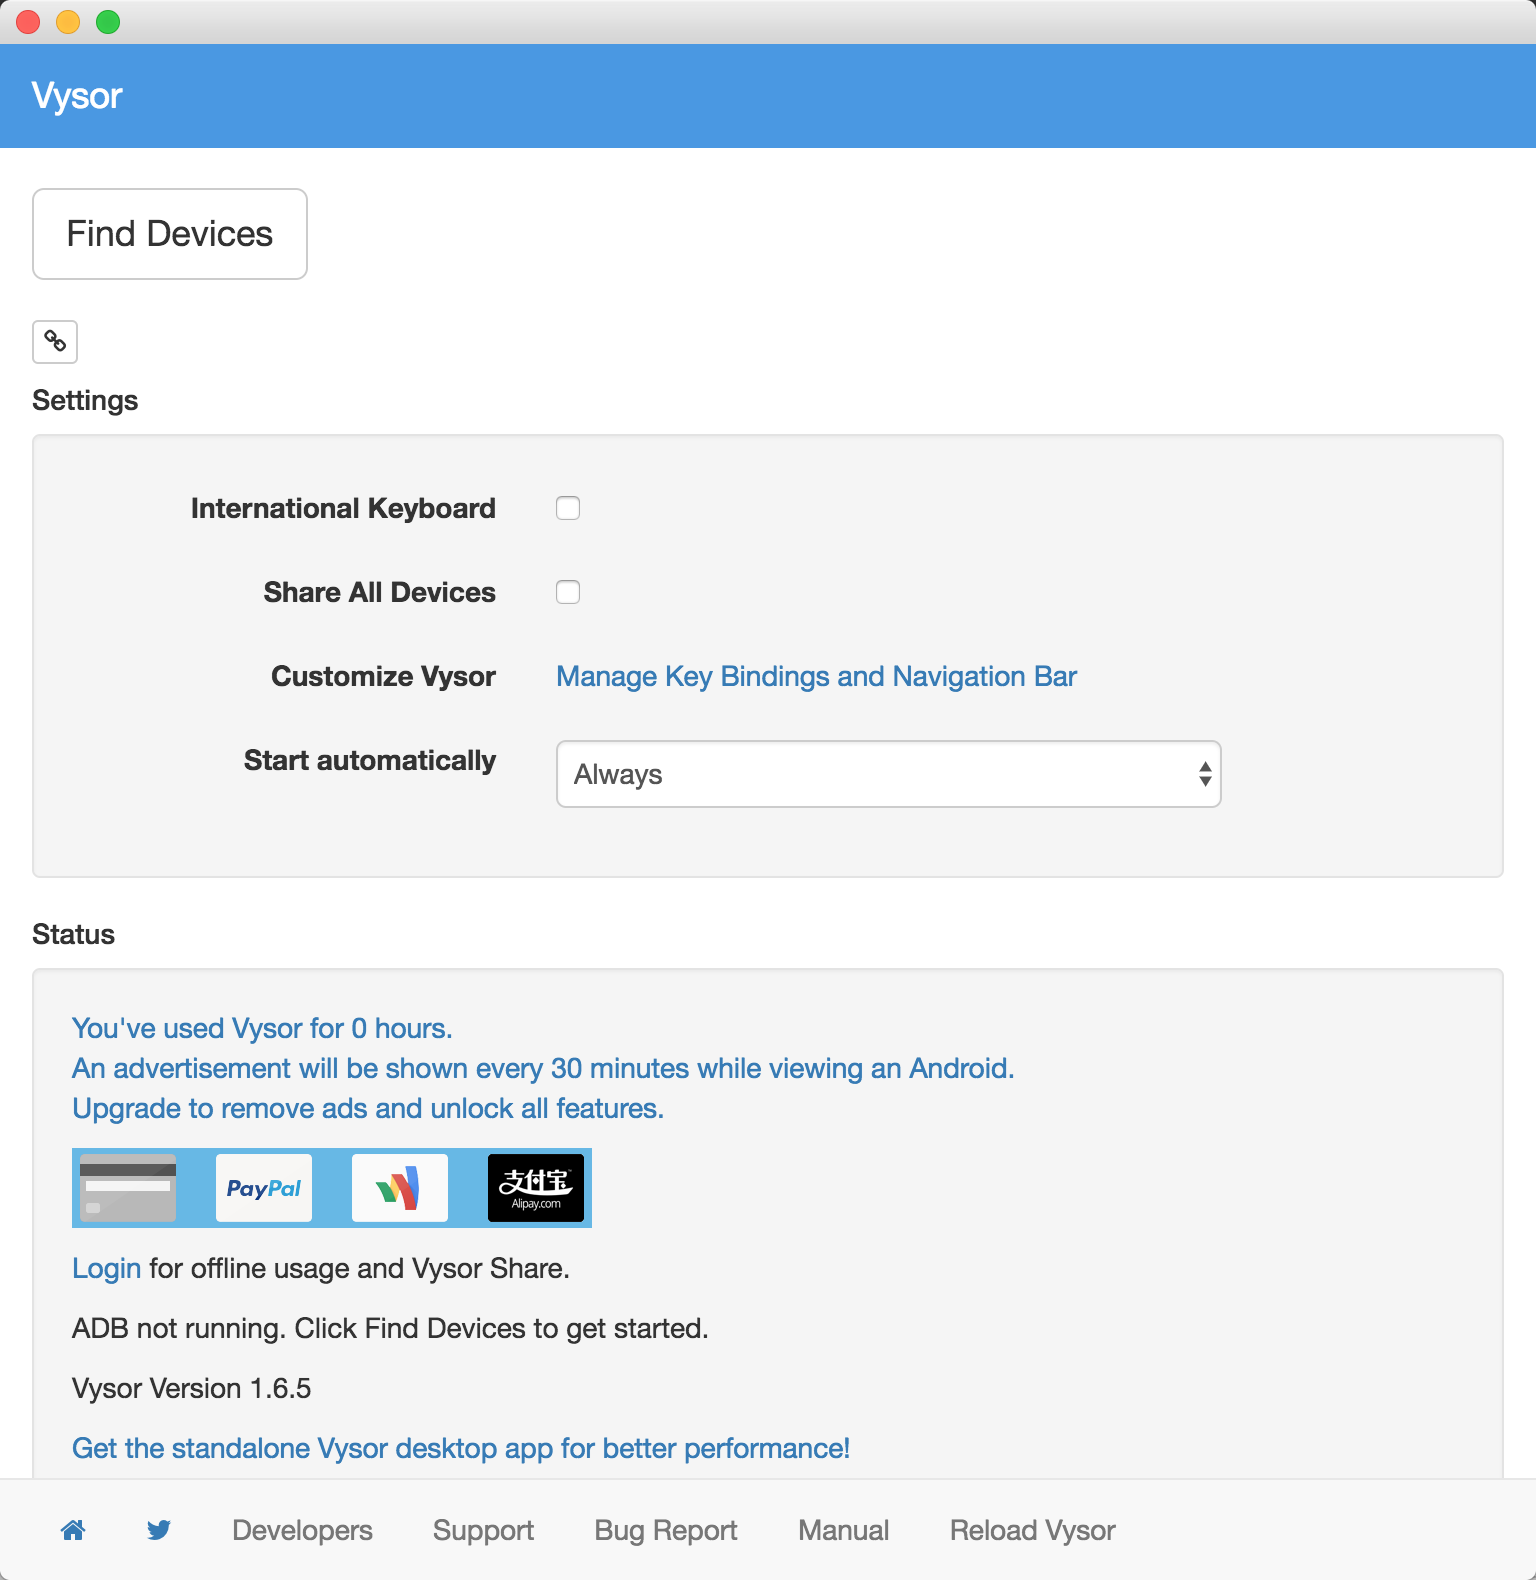 Vysor
Find Devices
Settings
International Keyboard
Share All Devices
Customize Vysor Manage Key Bindings and Navigation Bar
Start automatically Always
Status
You've used Vysor for 0 hours.
An advertisement will be shown every 30 minutes while viewing an Android.
Upgrade to remove ads and unlock all features.
PayPal
支付宝
Alipay.com
Login for offline usage and Vysor Share.
ADB not running. Click Find Devices to get started.
Vysor Version 1.6.5
Get the standalone Vysor desktop app for better performance!
Developers Support Bug Report Manual Reload Vysor